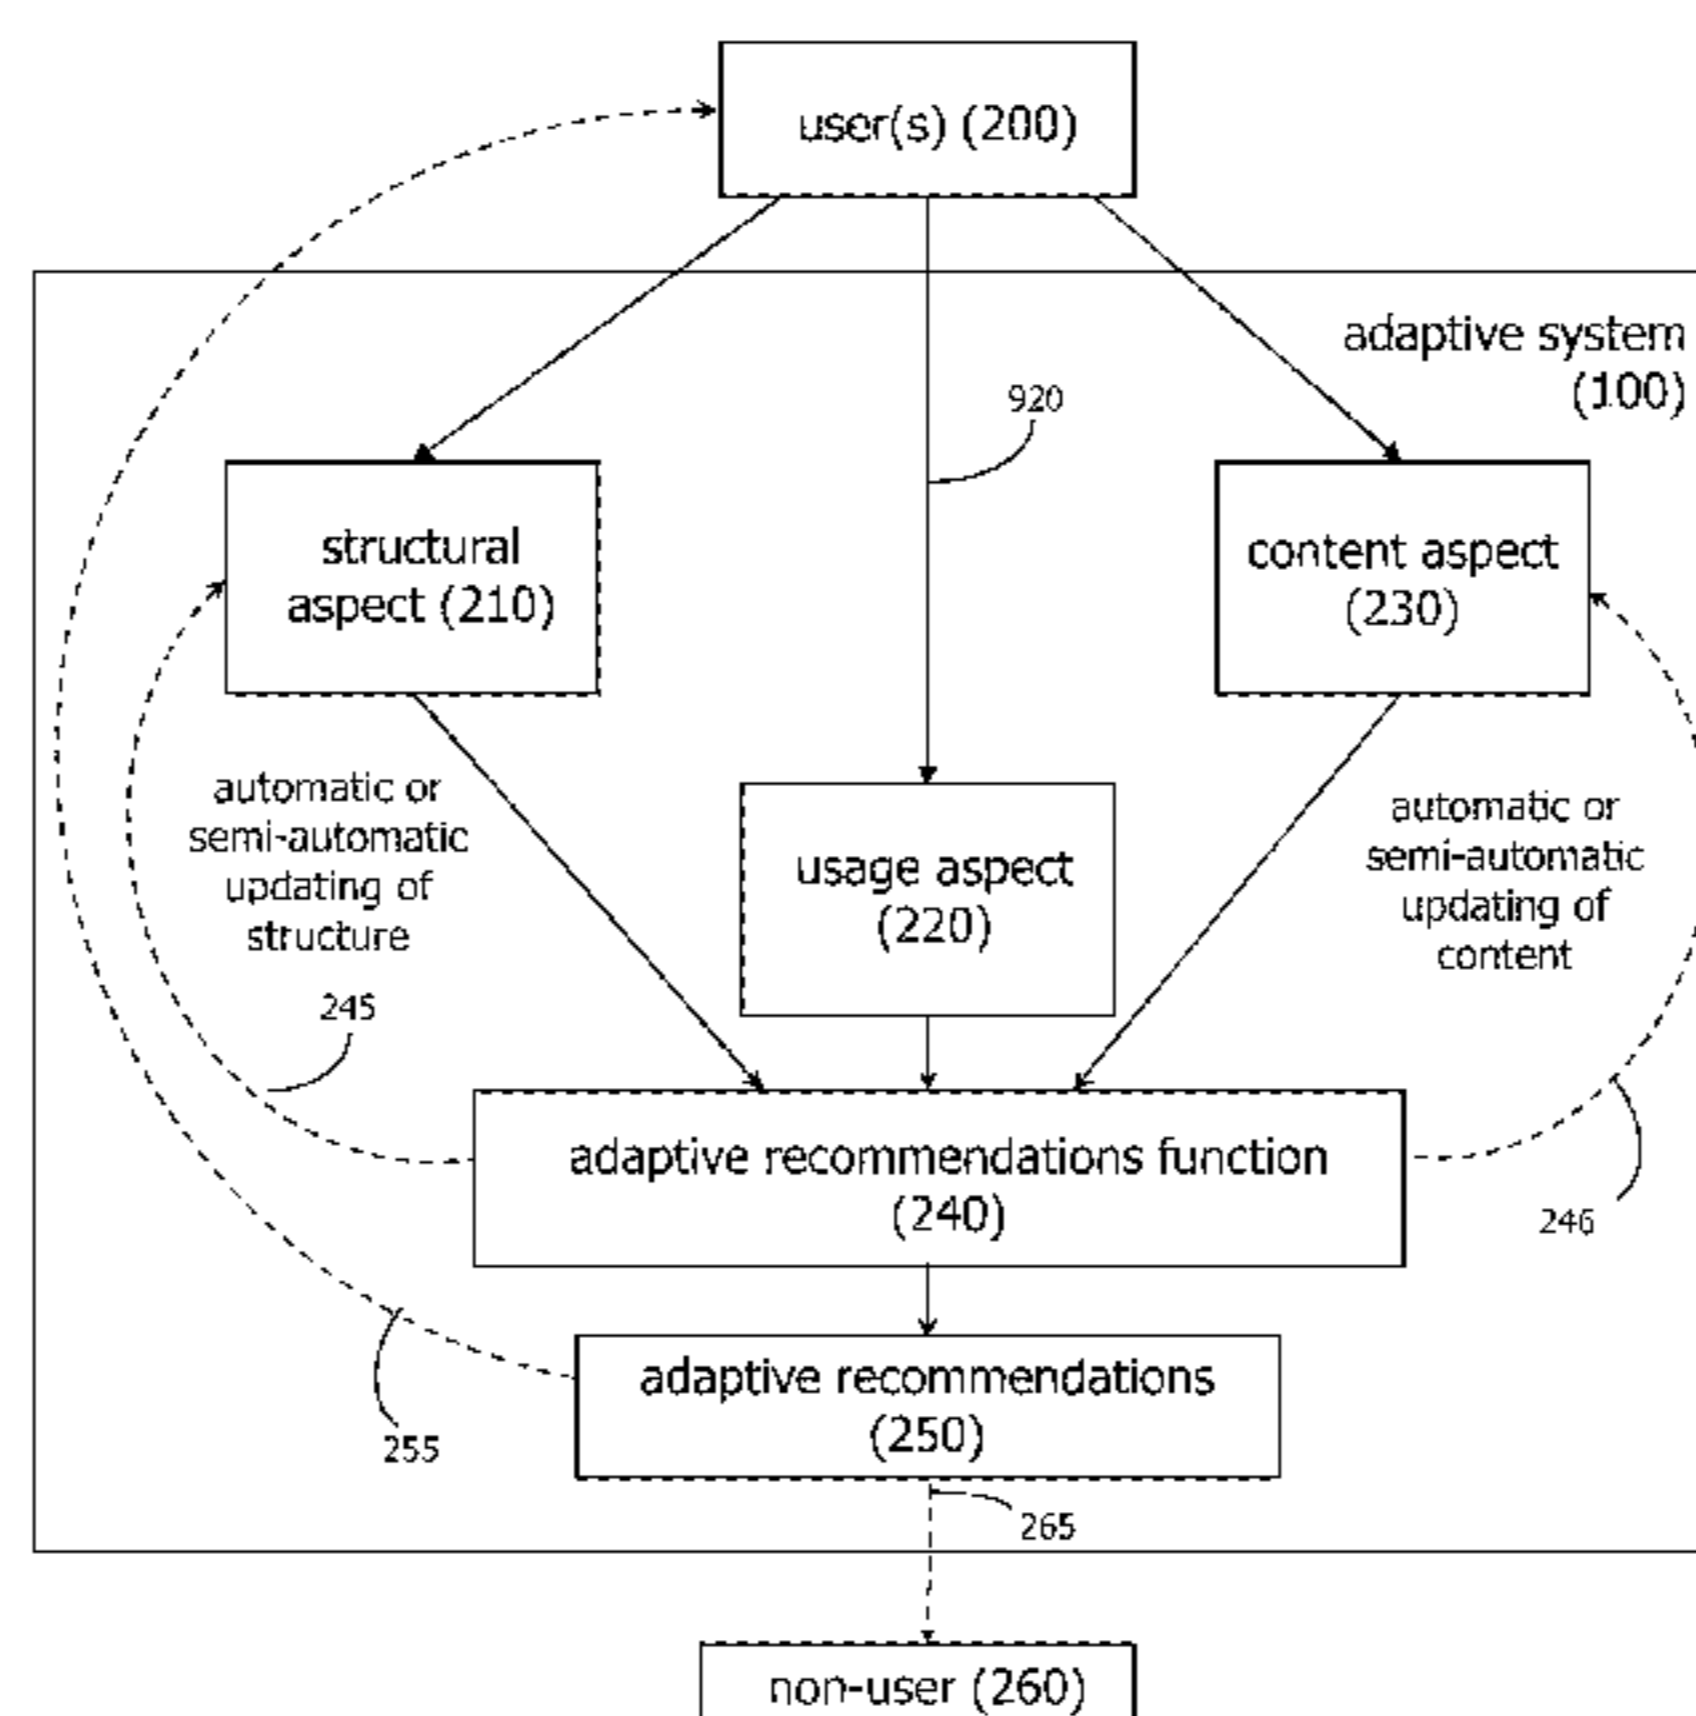 user(s) (200)
adaptive system
(100)
920
structural
aspect (210)
content aspect
(230)
automatic or
semi-automatic
updating of
structure
usage aspect
(220)
automatic or
semi-automatic
updating of
content
245
adaptive recommendations function
(240)
246
adaptive recommendations
(250)
255
265
non-user (260)